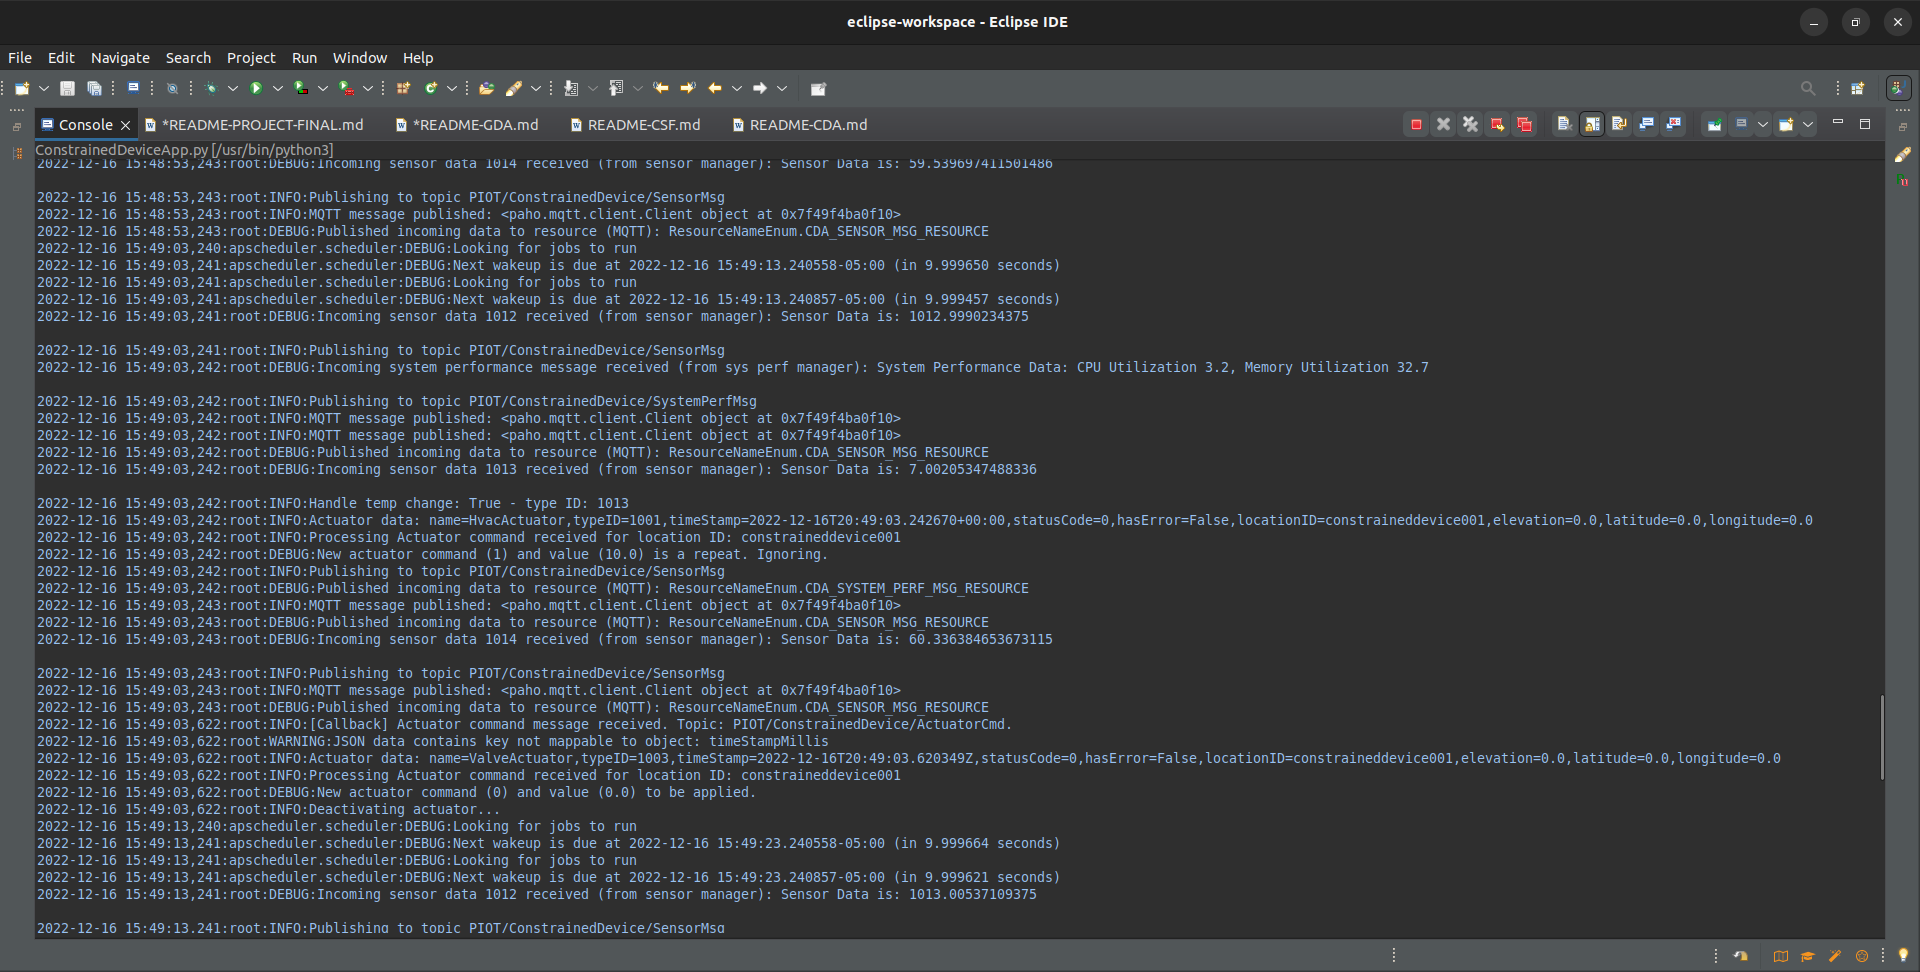 eclipse-workspace - Eclipse IDE
File Edit Navigate Search Project Run Window Help
Console *README-PROJECT-FINAL.md *README-GDA.md README-CSF.md README-CDA.md
ConstrainedDeviceApp.py [/usr/bin/python3]
2022-12-16 15:48:53,243:root:DEBUG:Incoming sensor data 1014 received (from sensor manager): Sensor Data is: 59.539697411501486
2022-12-16 15:48:53,243:root:INFO:Publishing to topic PIOT/ConstrainedDevice/SensorMsg
2022-12-16 15:48:53,243:root:INFO:MQTT message published: <paho.mqtt.client.Client object at 0x7f49f4ba0f10>
2022-12-16 15:48:53,243:root:DEBUG:Published incoming data to resource (MQTT): ResourceNameEnum.CDA_SENSOR_MSG_RESOURCE
2022-12-16 15:49:03,240:apscheduler.scheduler:DEBUG:Looking for jobs to run
2022-12-16 15:49:03,241:apscheduler.scheduler:DEBUG:Next wakeup is due at 2022-12-16 15:49:13.240558-05:00 (in 9.999650 seconds)
2022-12-16 15:49:03,241:apscheduler.scheduler:DEBUG:Looking for jobs to run
2022-12-16 15:49:03,241:apscheduler.scheduler:DEBUG:Next wakeup is due at 2022-12-16 15:49:13.240857-05:00 (in 9.999457 seconds)
2022-12-16 15:49:03,241:root:DEBUG:Incoming sensor data 1012 received (from sensor manager): Sensor Data is: 1012.9990234375
2022-12-16 15:49:03,241:root:INFO:Publishing to topic PIOT/ConstrainedDevice/SensorMsg
2022-12-16 15:49:03,242:root:DEBUG:Incoming system performance message received (from sys perf manager): System Performance Data: CPU Utilization 3.2, Memory Utilization 32.7
2022-12-16 15:49:03,242:root:INFO:Publishing to topic PIOT/ConstrainedDevice/SystemPerfMsg
2022-12-16 15:49:03,242:root:INFO:MQTT message published: <paho.mqtt.client.Client object at 0x7f49f4ba0f10>
2022-12-16 15:49:03,242:root:INFO:MQTT message published: <paho.mqtt.client.Client object at 0x7f49f4ba0f10>
2022-12-16 15:49:03,242:root:DEBUG:Published incoming data to resource (MQTT): ResourceNameEnum.CDA_SENSOR_MSG_RESOURCE
2022-12-16 15:49:03,242:root:DEBUG:Incoming sensor data 1013 received (from sensor manager): Sensor Data is: 7.00205347488336
2022-12-16 15:49:03,242:root:INFO:Handle temp change: True - type ID: 1013
2022-12-16 15:49:03,242:root:INFO:Actuator data: name=HvacActuator,typeID=1001,timeStamp=2022-12-16T20:49:03.242670+00:00,statusCode=0,hasError=False,locationID=constraineddevice001,elevation=0.0,latitude=0.0,longitude=0.0
2022-12-16 15:49:03,242:root:INFO:Processing Actuator command received for location ID: constraineddevice001
2022-12-16 15:49:03,242:root:DEBUG:New actuator command (1) and value (10.0) is a repeat. Ignoring.
2022-12-16 15:49:03,242:root:INFO:Publishing to topic PIOT/ConstrainedDevice/SensorMsg
2022-12-16 15:49:03,242:root:DEBUG:Published incoming data to resource (MQTT): ResourceNameEnum.CDA_SYSTEM_PERF_MSG_RESOURCE
2022-12-16 15:49:03,242:root:INFO:MQTT message published: <paho.mqtt.client.Client object at 0x7f49f4ba0f10>
2022-12-16 15:49:03,242:root:DEBUG:Published incoming data to resource (MQTT): ResourceNameEnum.CDA_SENSOR_MSG_RESOURCE
2022-12-16 15:49:03,242:root:DEBUG:Incoming sensor data 1014 received (from sensor manager): Sensor Data is: 60.336384653673115
2022-12-16 15:49:03,243:root:INFO:Publishing to topic PIOT/ConstrainedDevice/SensorMsg
2022-12-16 15:49:03,243:root:INFO:MQTT message published: <paho.mqtt.client.Client object at 0x7f49f4ba0f10>
2022-12-16 15:49:03,243:root:DEBUG:Published incoming data to resource (MQTT): ResourceNameEnum.CDA_SENSOR_MSG_RESOURCE
2022-12-16 15:49:03,622:root:INFO:[Callback] Actuator command message received. Topic: PIOT/ConstrainedDevice/ActuatorCmd.
2022-12-16 15:49:03,622:root:WARNING:JSON data contains key not mappable to object: timeStampMillis
2022-12-16 15:49:03,622:root:INFO:Actuator data: name=ValveActuator,typeID=1003,timeStamp=2022-12-16T20:49:03.620349Z,statusCode=0,hasError=False,locationID=constraineddevice001,elevation=0.0,latitude=0.0,longitude=0.0
2022-12-16 15:49:03,622:root:INFO:Processing Actuator command received for location ID: constraineddevice001
2022-12-16 15:49:03,622:root:DEBUG:New actuator command (0) and value (0.0) to be applied.
2022-12-16 15:49:03,622:root:INFO:Deactivating actuator...
2022-12-16 15:49:13,240:apscheduler.scheduler:DEBUG:Looking for jobs to run
2022-12-16 15:49:13,241:apscheduler.scheduler:DEBUG:Next wakeup is due at 2022-12-16 15:49:23.240558-05:00 (in 9.999664 seconds)
2022-12-16 15:49:13,241:apscheduler.scheduler:DEBUG:Looking for jobs to run
2022-12-16 15:49:13,241:apscheduler.scheduler:DEBUG:Next wakeup is due at 2022-12-16 15:49:23.240857-05:00 (in 9.999621 seconds)
2022-12-16 15:49:13,241:root:DEBUG:Incoming sensor data 1012 received (from sensor manager): Sensor Data is: 1013.00537109375
2022-12-16 15:49:13,241:root:INFO:Publishing to topic PIOT/ConstrainedDevice/SensorMsg